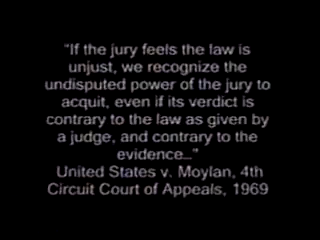 "If the jury feels the law is
unjust, we recognize the
undisputed power of the jury to
acquit, even if its verdict is
contrary to the law as given by
a judge, and contrary to the
evidence…"
United States v. Moylan, 4th
Circuit Court of Appeals, 1969